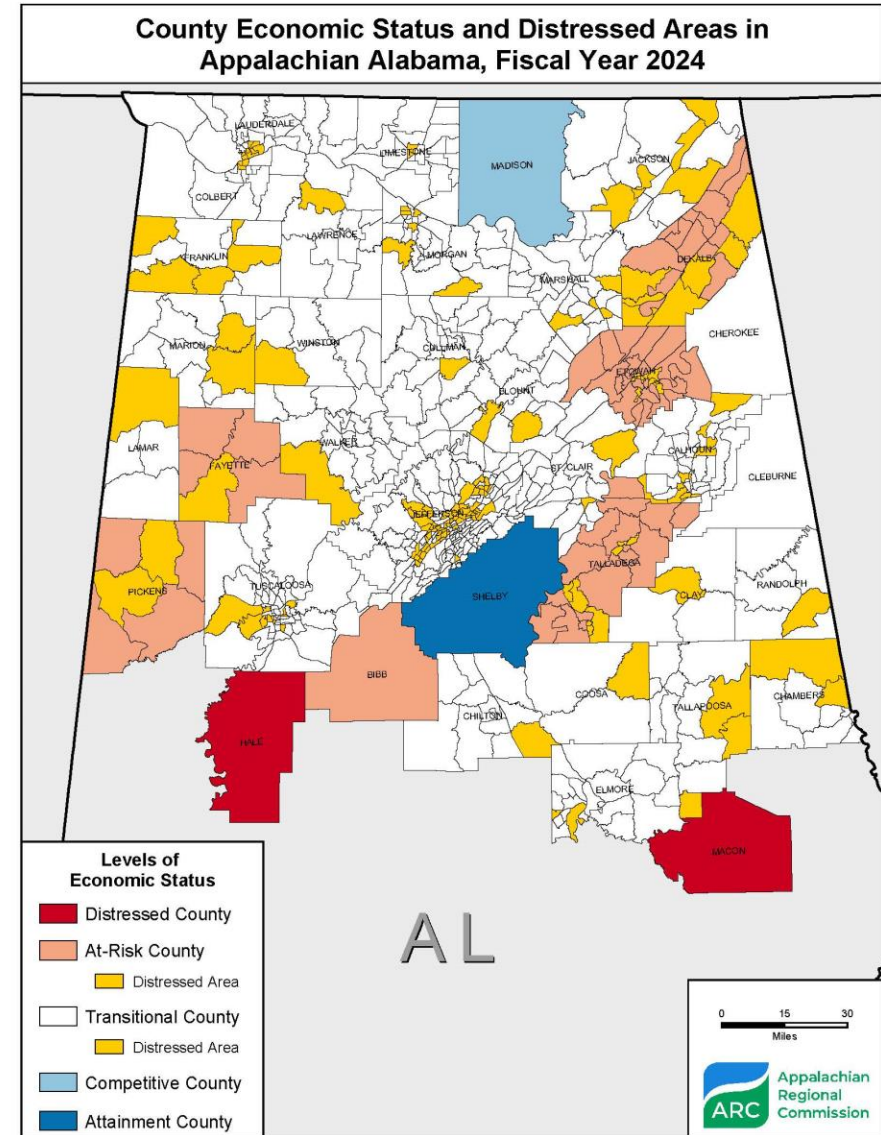 County Economic Status and Distressed Areas in
Appalachian Alabama, Fiscal Year 2024
LAUDERDALE
LIMESTONE
MADISON
JACKSON
COLBERT
LAWRENCE
FRANKLIN
MORGAN
DEKALB
MARSHALL
CHEROKEE
MARION
WINSTON
CULLMAN
ETOWAH
BLOUNT
LAMAR
WALKER
CALHOUN
FAYETTE
ST. CLAIR
CLEBURNE
JEFFERSON
TALLADEGA
PICKENS
TUSCALOOSA
SHELBY
CLAY
RANDOLPH
BIBB
COOSA
CHILTON
TALLAPOOSA
CHAMBERS
HALE
ELMORE
MACON
AL
Levels of
Economic Status
Distressed County
At-Risk County
Distressed Area
Transitional County
Distressed Area
Competitive County
Attainment County
0 15 30
Miles
ARC
Appalachian
Regional
Commission